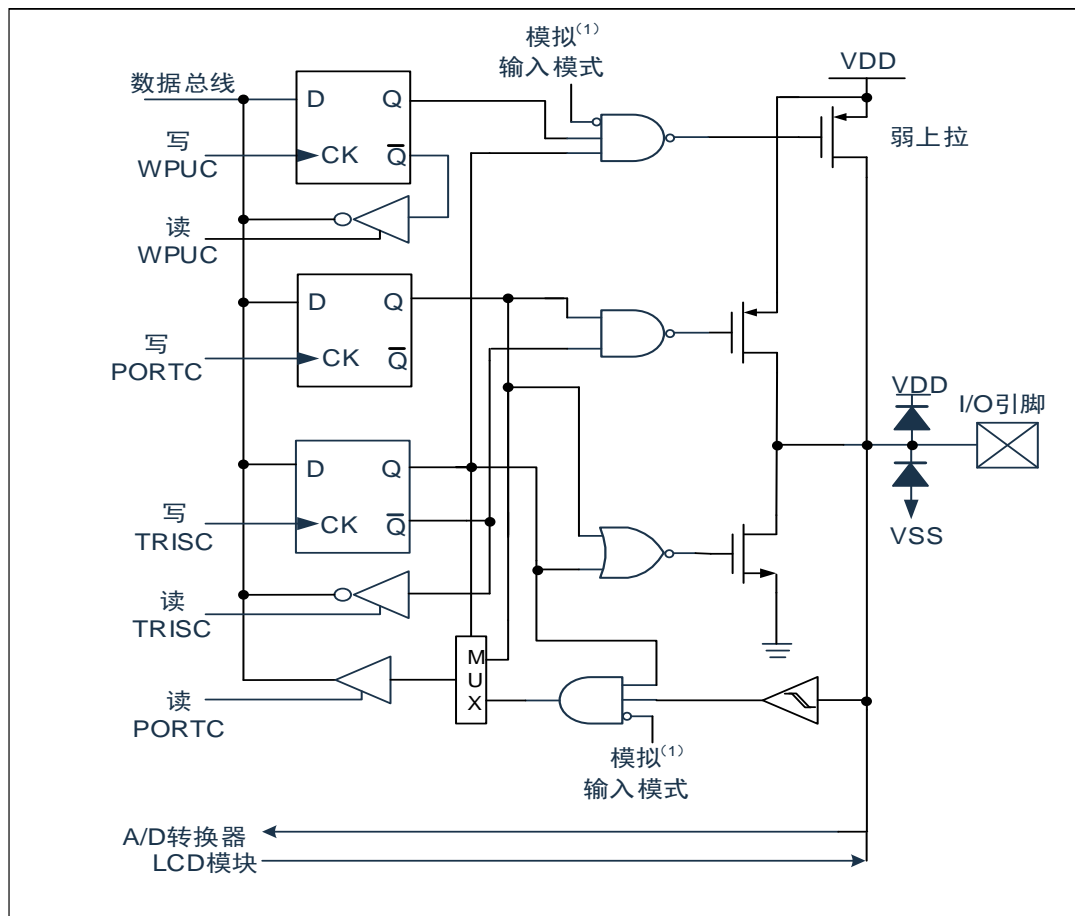 模拟(1)
输入模式
VDD
数据总线
D Q
弱上拉
写
WPUC
CK Q
读
WPUC
D Q
写
PORTC
CK Q
VDD
I/O引脚
D Q
写
TRISC
CK Q
VSS
读
TRISC
MUX
读
PORTC
模拟(1)
输入模式
A/D转换器
LCD模块